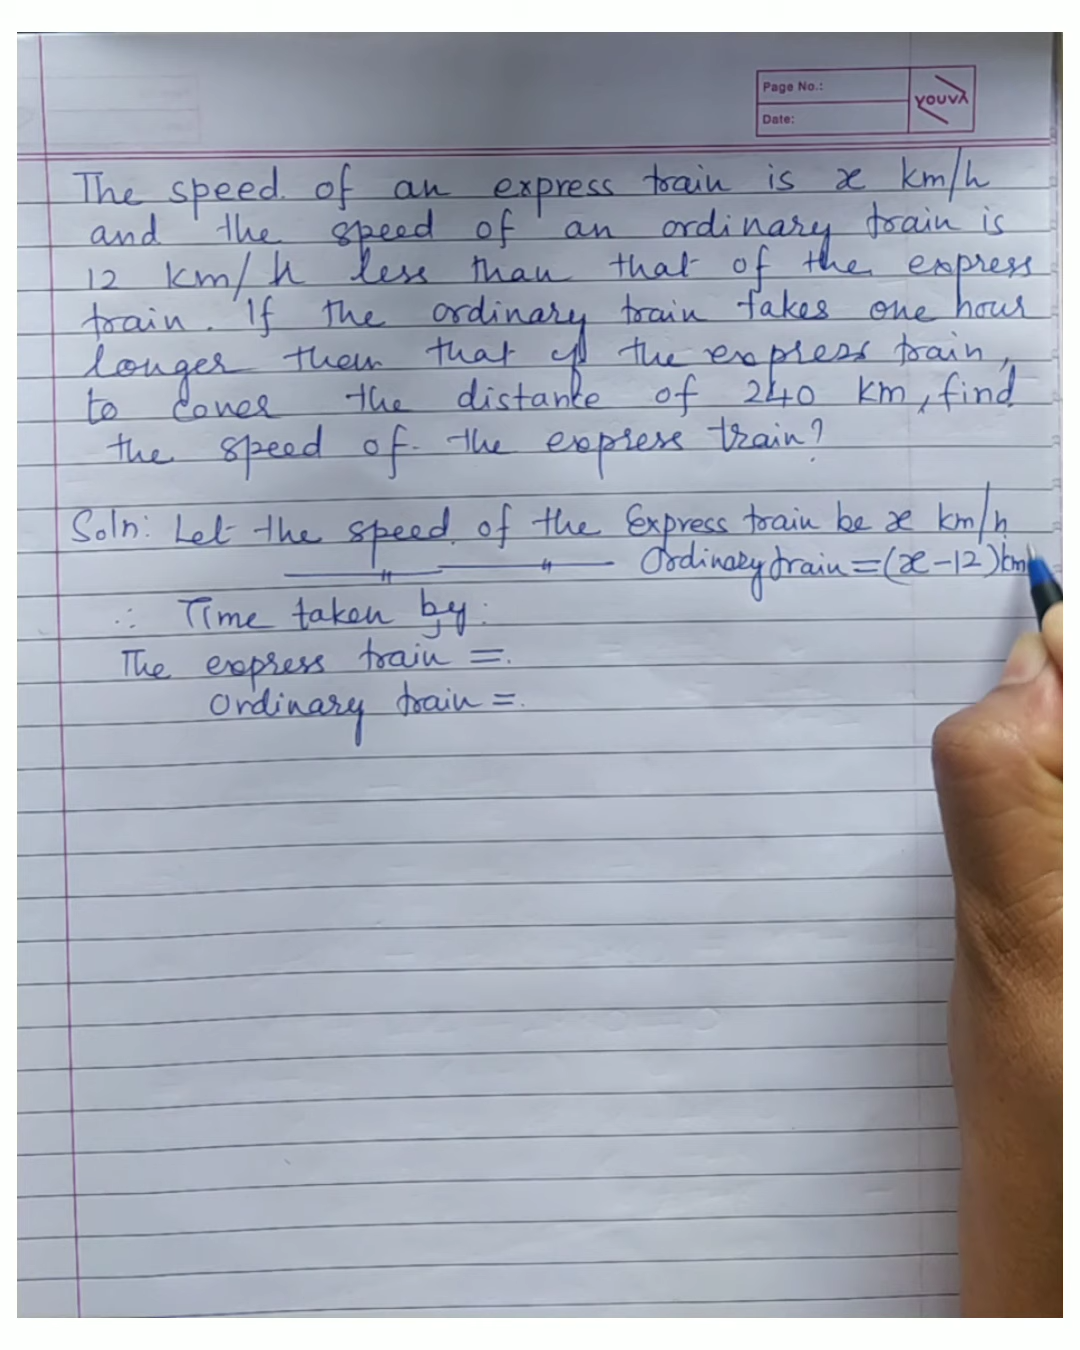 Page No.:
Date:
YOUVA
The speed of an express train is x km/h
and the speed of an ordinary train is
12 km/h less than that of the express
train. If the ordinary train takes one hour
longer then that of the express train,
to cover the distance of 240 km, find
the speed of the express train?
Soln: Let the speed of the Express train be x km/h
—〃— —〃— Ordinary train = (x-12) km
∴ Time taken by:
The express train =.
Ordinary train =.